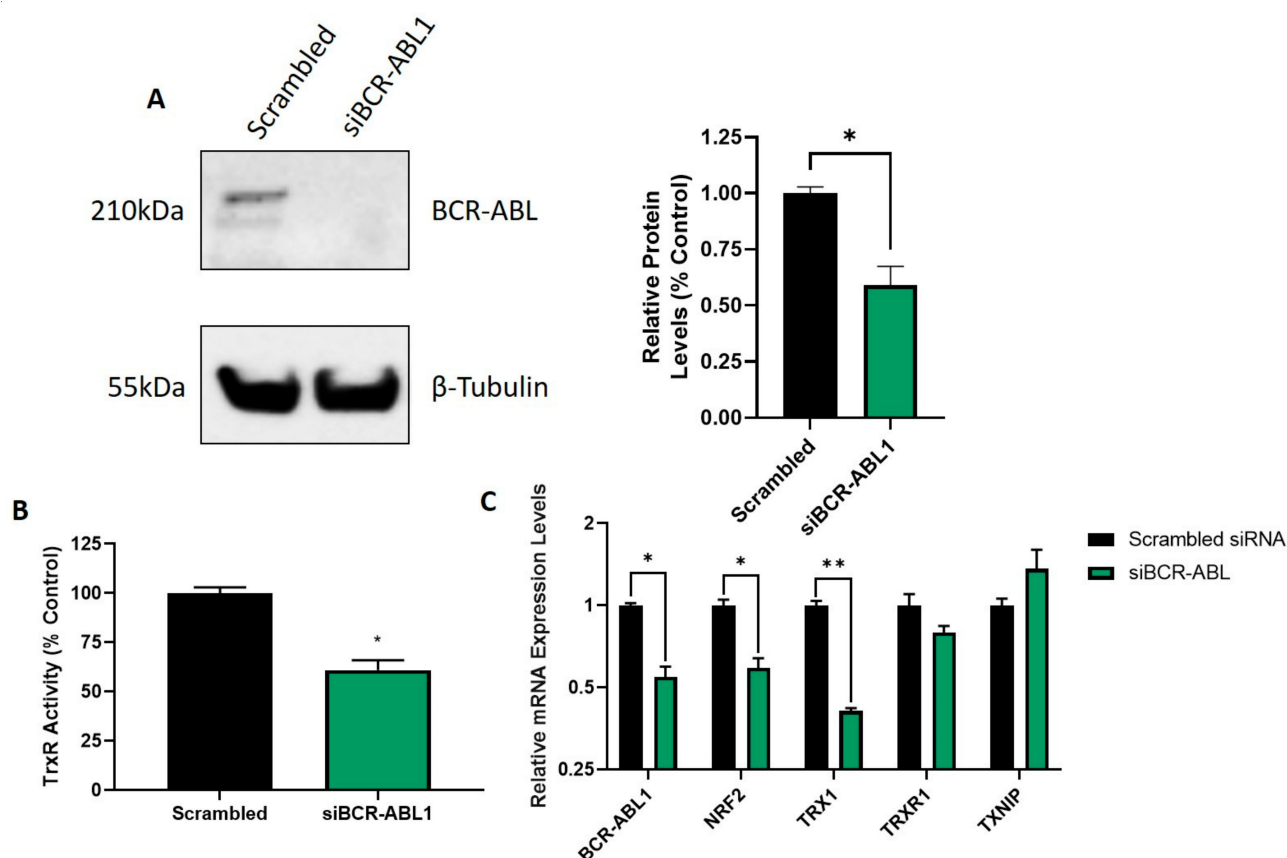 A
Scrambled
siBCR-ABL1
210kDa
BCR-ABL
55kDa
β-Tubulin
Relative Protein
Levels (% Control)
1.25
1.00
0.75
0.50
0.25
0.00
*
Scrambled
siBCR-ABL1
B
TrxR Activity (% Control)
125
100
75
50
25
0
*
Scrambled
siBCR-ABL1
C
Relative mRNA Expression Levels
2
1
0.5
0.25
*
*
**
BCR-ABL1
NRF2
TRX1
TRXR1
TXNIP
Scrambled siRNA
siBCR-ABL